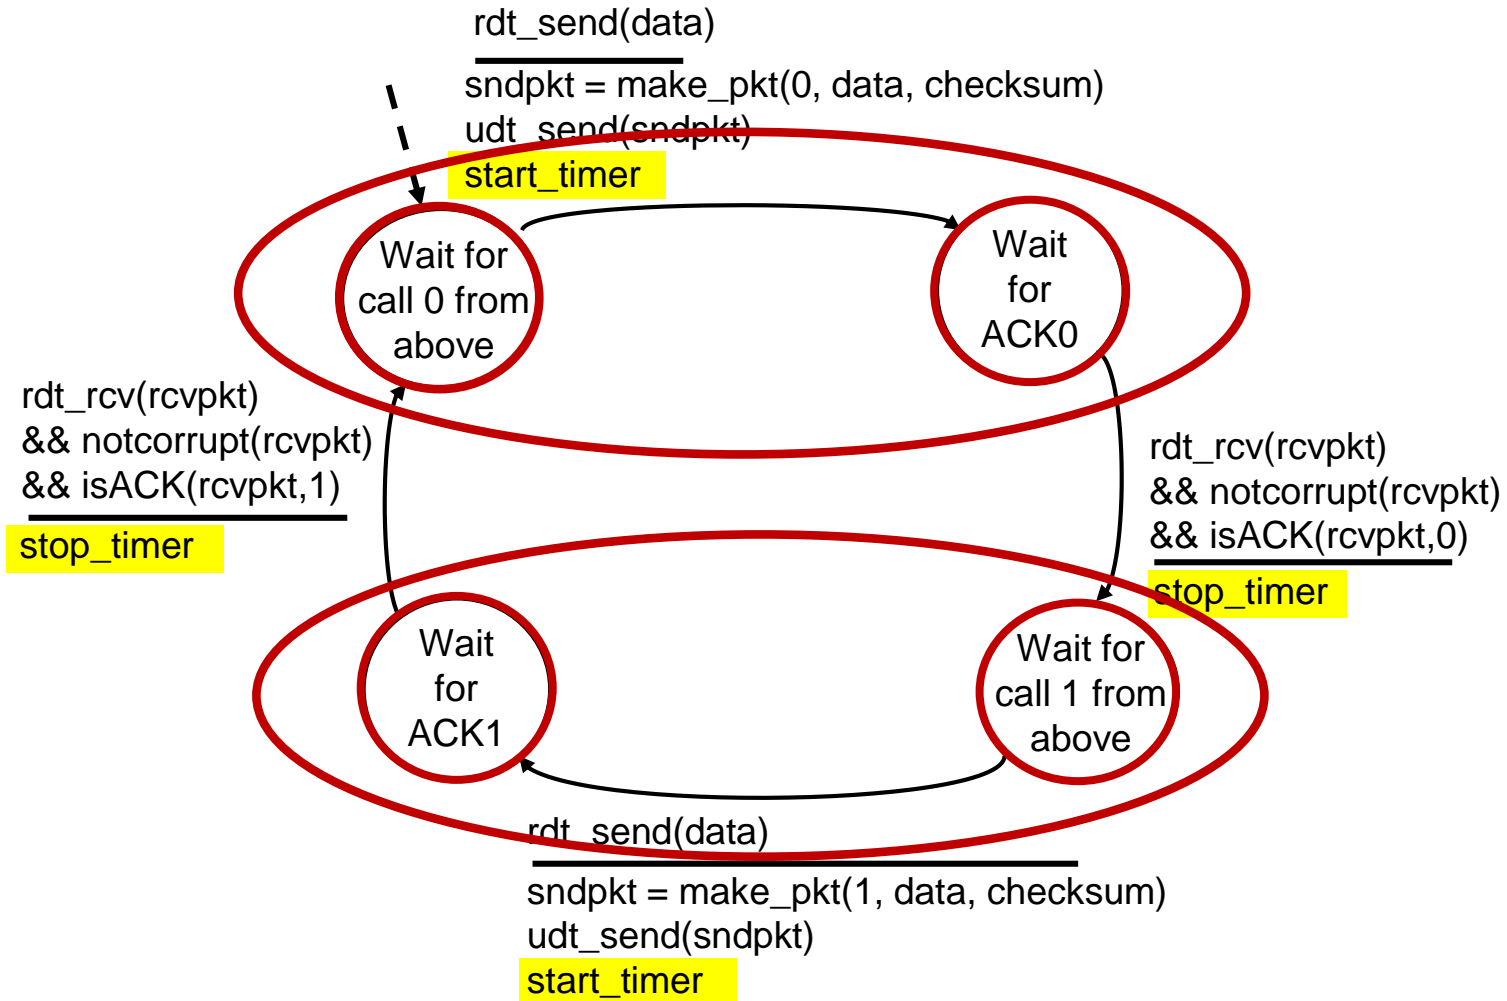 rdt_send(data)
sndpkt = make_pkt(0, data, checksum)
udt_send(sndpkt)
start_timer
Wait for
call 0 from
above
Wait
for
ACK0
rdt_rcv(rcvpkt)
&& notcorrupt(rcvpkt)
&& isACK(rcvpkt,1)
stop_timer
rdt_rcv(rcvpkt)
&& notcorrupt(rcvpkt)
&& isACK(rcvpkt,0)
stop_timer
Wait
for
ACK1
Wait for
call 1 from
above
rdt_send(data)
sndpkt = make_pkt(1, data, checksum)
udt_send(sndpkt)
start_timer